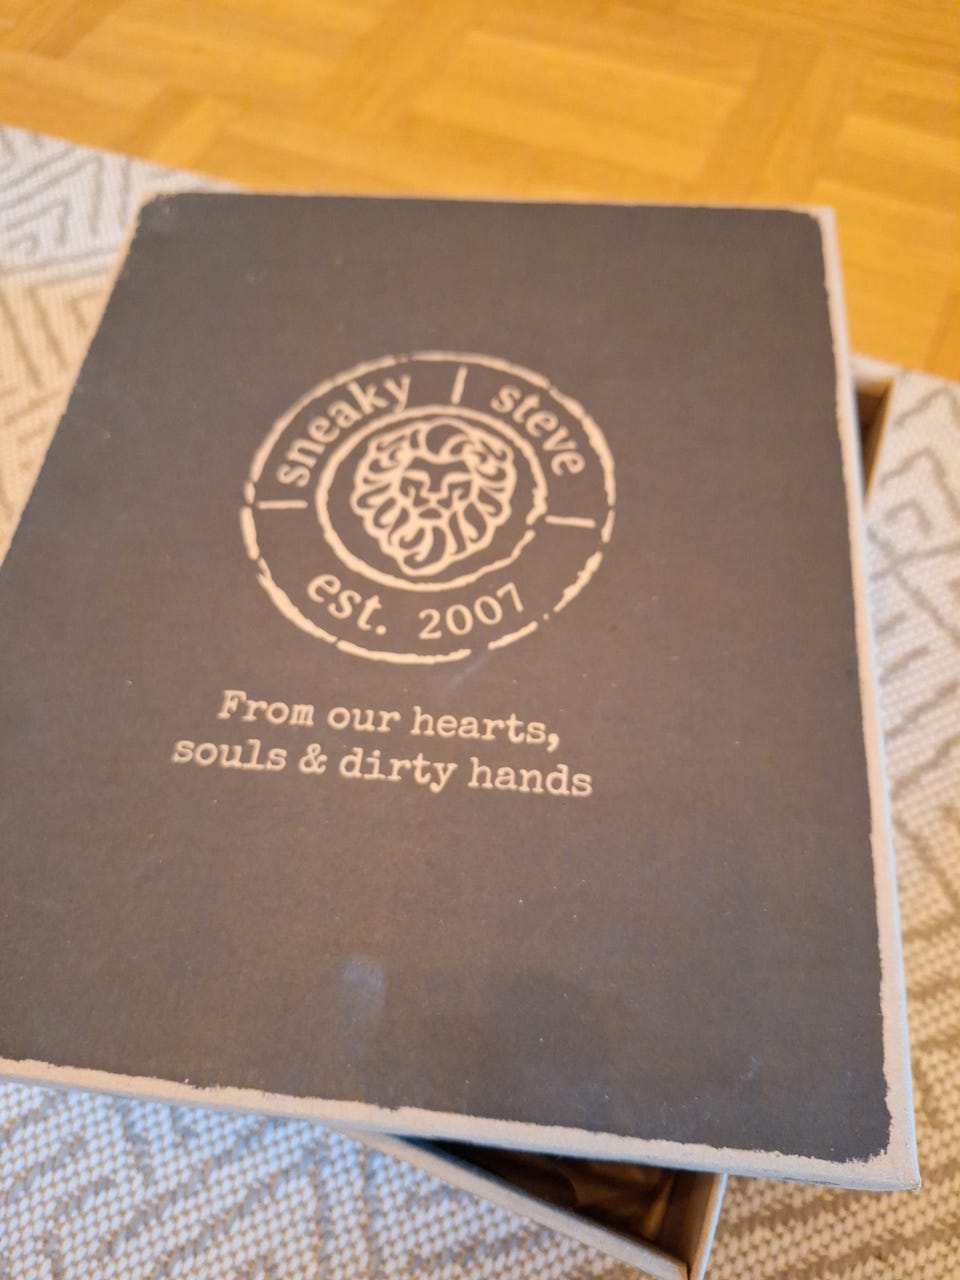 sneaky | steve
est. 2007
From our hearts,
souls & dirty hands